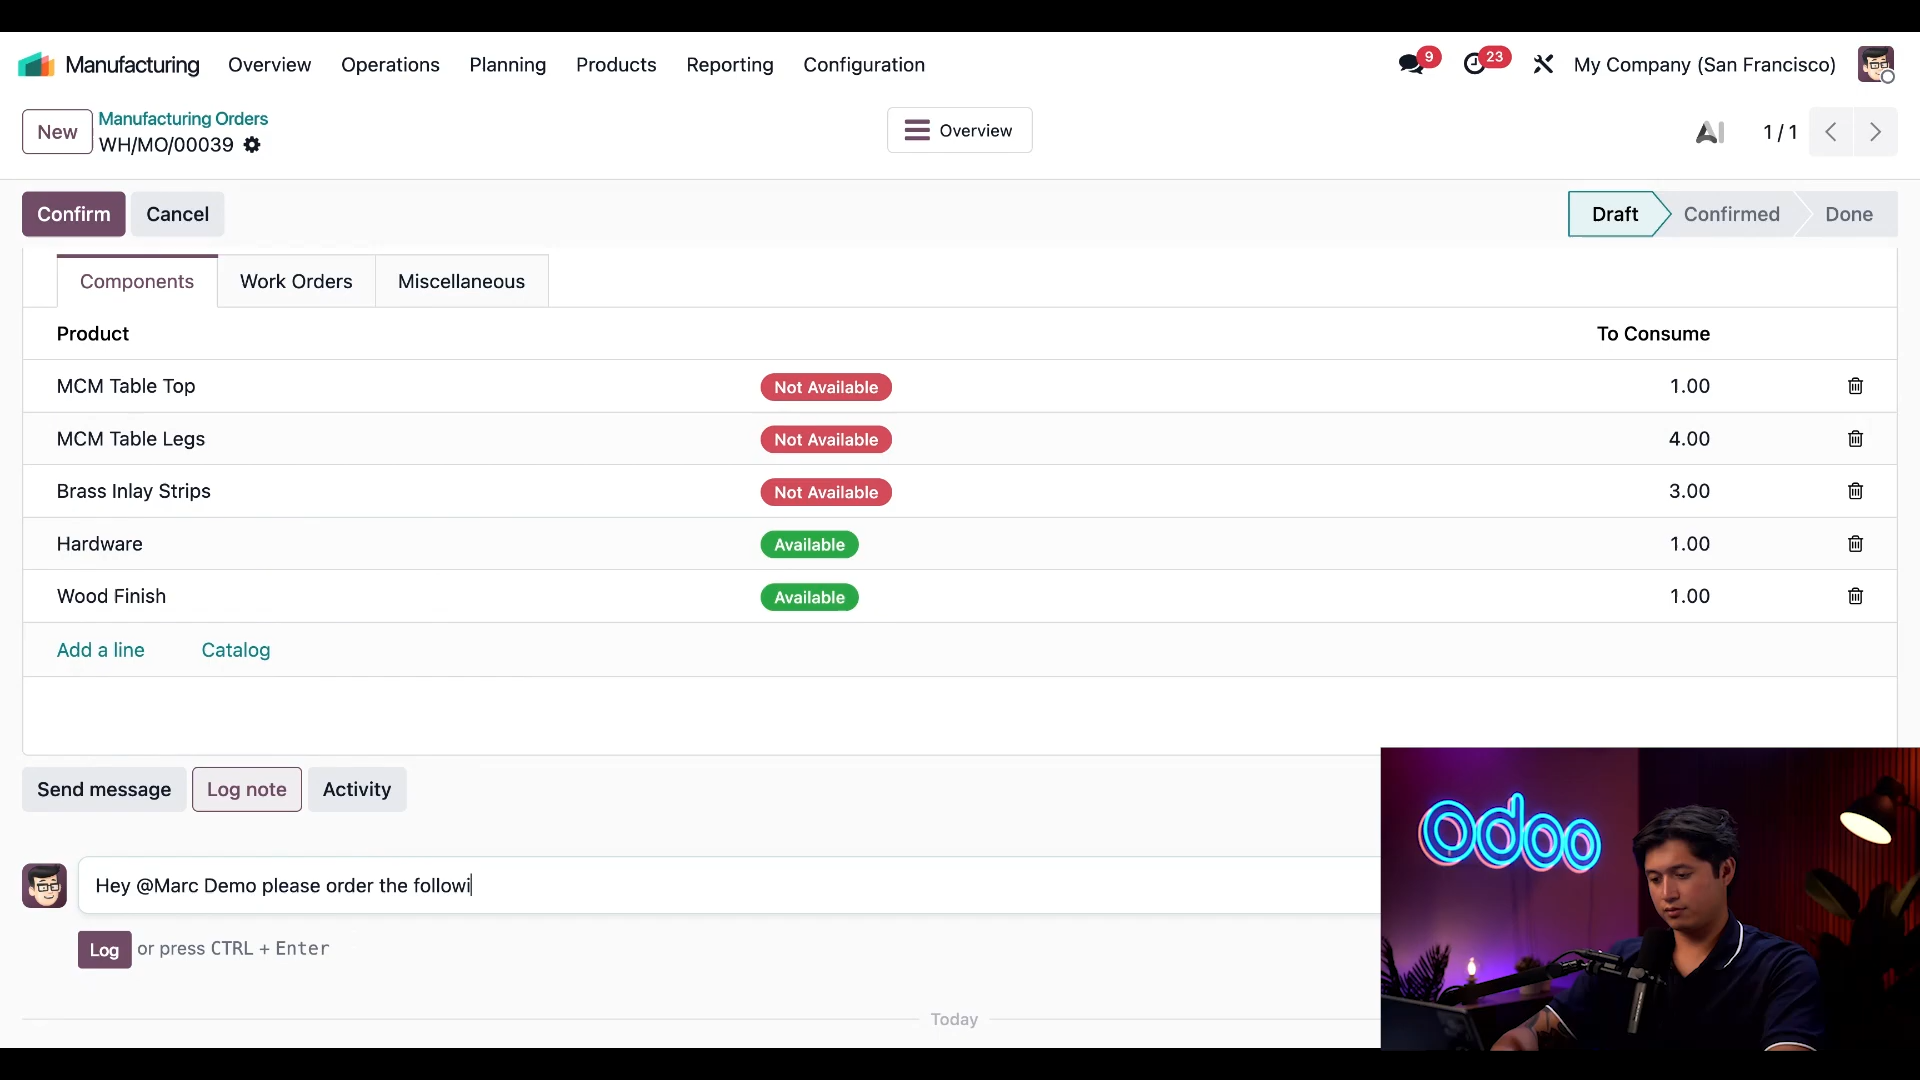 Manufacturing Overview Operations Planning Products Reporting Configuration 9 23 My Company (San Francisco)
New Manufacturing Orders
WH/MO/00039
Overview
AI 1 / 1
Confirm Cancel Draft Confirmed Done
Components Work Orders Miscellaneous
Product To Consume
MCM Table Top Not Available 1.00
MCM Table Legs Not Available 4.00
Brass Inlay Strips Not Available 3.00
Hardware Available 1.00
Wood Finish Available 1.00
Add a line Catalog
Send message Log note Activity
odoo
Hey @Marc Demo please order the followi
Log or press CTRL + Enter
Today